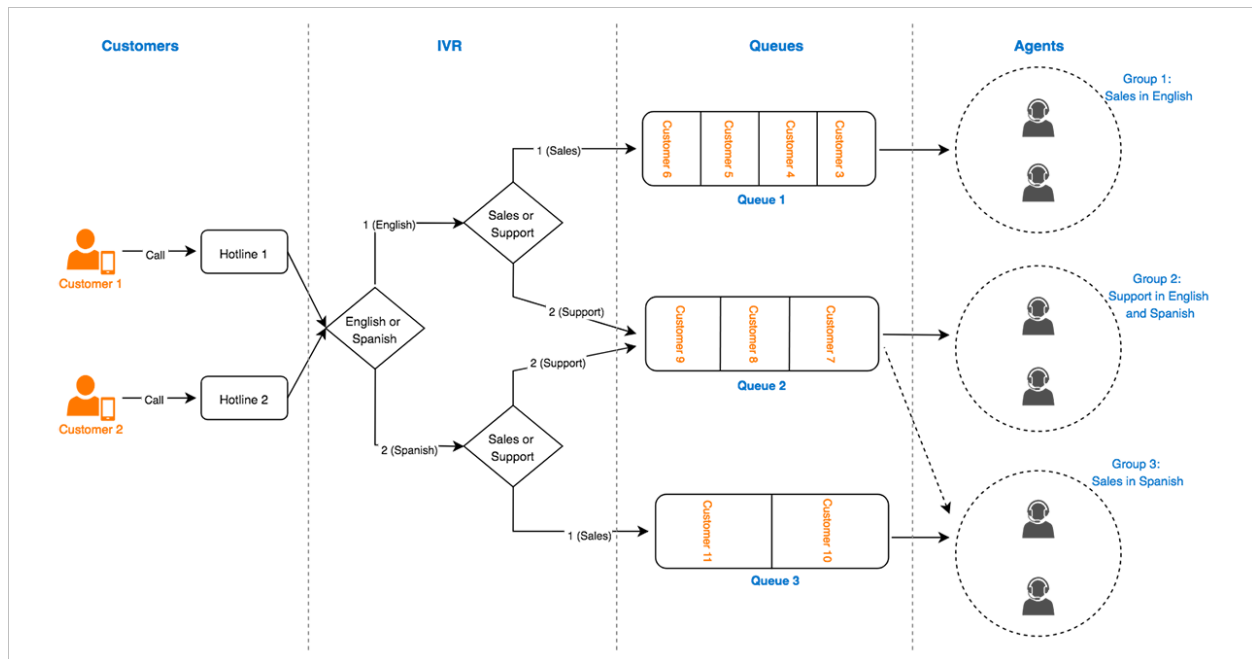 Customers
IVR
Queues
Agents
Customer 1
Call
Hotline 1
Customer 2
Call
Hotline 2
English or
Spanish
1 (English)
2 (Spanish)
Sales or
Support
1 (Sales)
2 (Support)
Sales or
Support
2 (Support)
1 (Sales)
Customer 6
Customer 5
Customer 4
Customer 3
Queue 1
Customer 9
Customer 8
Customer 7
Queue 2
Customer 11
Customer 10
Queue 3
Group 1:
Sales in English
Group 2:
Support in English
and Spanish
Group 3:
Sales in Spanish